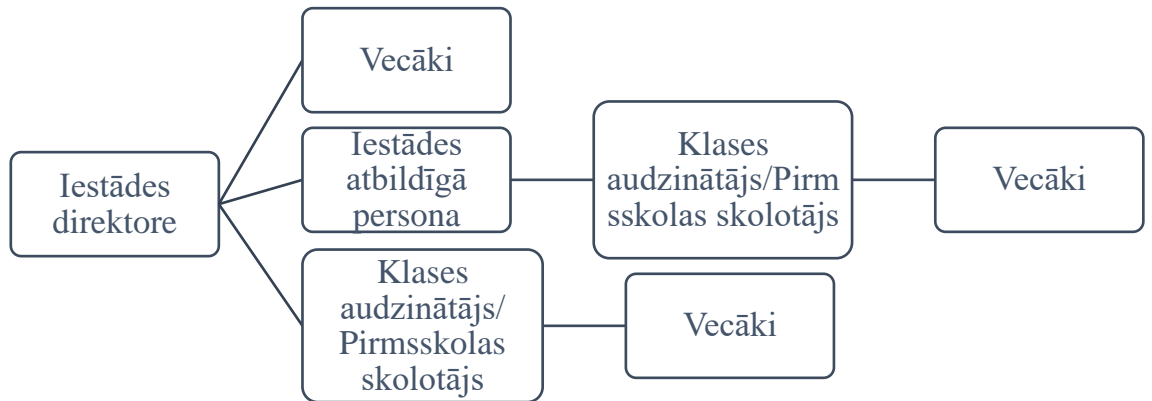 Vecāki
Iestādes
direktore
Iestādes
atbildīgā
persona
Klases
audzinātājs/Pirm
sskolas skolotājs
Vecāki
Klases
audzinātājs/
Pirmsskolas
skolotājs
Vecāki